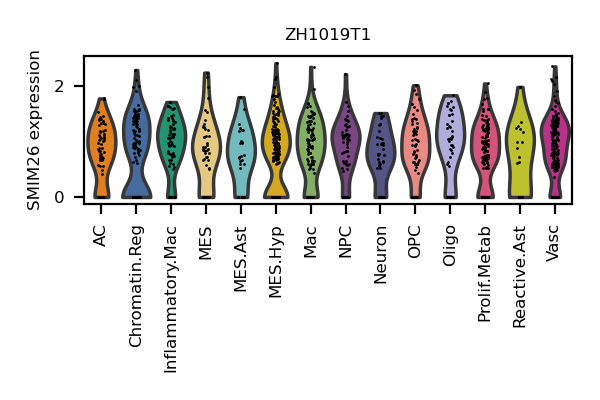 ZH1019T1
SMIM26 expression
2
0
AC
Chromatin.Reg
Inflammatory.Mac
MES
MES.Ast
MES.Hyp
Mac
NPC
Neuron
OPC
Oligo
Prolif.Metab
Reactive.Ast
Vasc